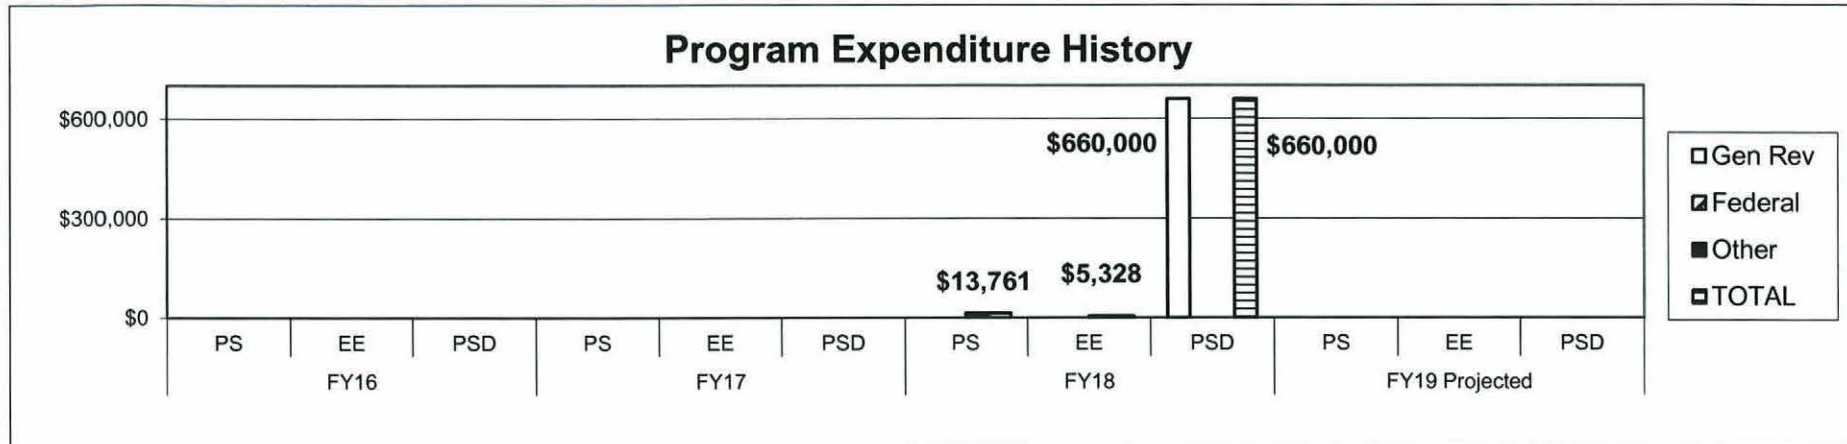 Program Expenditure History
$600,000
$300,000
$0
$13,761
$5,328
$660,000
$660,000
PS EE PSD PS EE PSD PS EE PSD PS EE PSD
FY16 FY17 FY18 FY19 Projected
Gen Rev
Federal
Other
TOTAL